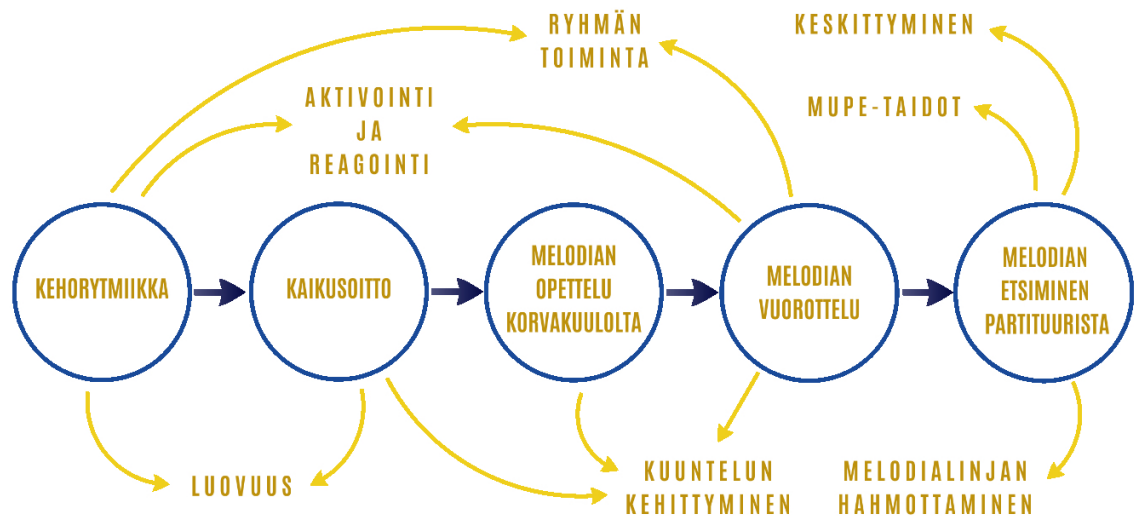 RYHMÄN
TOIMINTA
KESKITTYMINEN
AKTIVOINTI
JA
REAGOINTI
MUPE-TAIDOT
KEHORYTMIIKKA
KAIKUSOITTO
MELODIAN
OPETTELU
KORVAKUULOLTA
MELODIAN
VUOROTTELU
MELODIAN
ETSIMINEN
PARTITUURISTA
LUOVUUS
KUUNTELUN
KEHITTYMINEN
MELODIALINJAN
HAHMOTTAMINEN